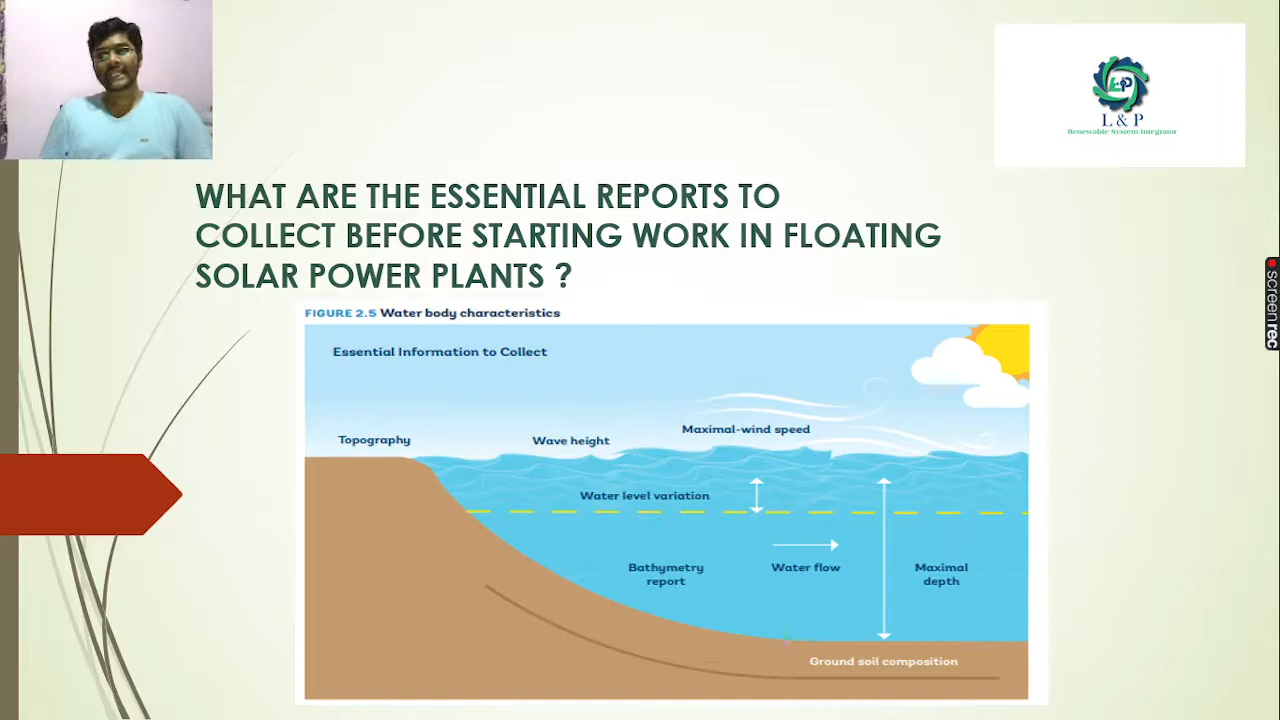 L & P
Renewable System Integrator
WHAT ARE THE ESSENTIAL REPORTS TO
COLLECT BEFORE STARTING WORK IN FLOATING
SOLAR POWER PLANTS ?
FIGURE 2.5 Water body characteristics
Essential Information to Collect
Maximal-wind speed
Topography
Wave height
Water level variation
Bathymetry
report
Water flow
Maximal
depth
Ground soil composition
screenrec